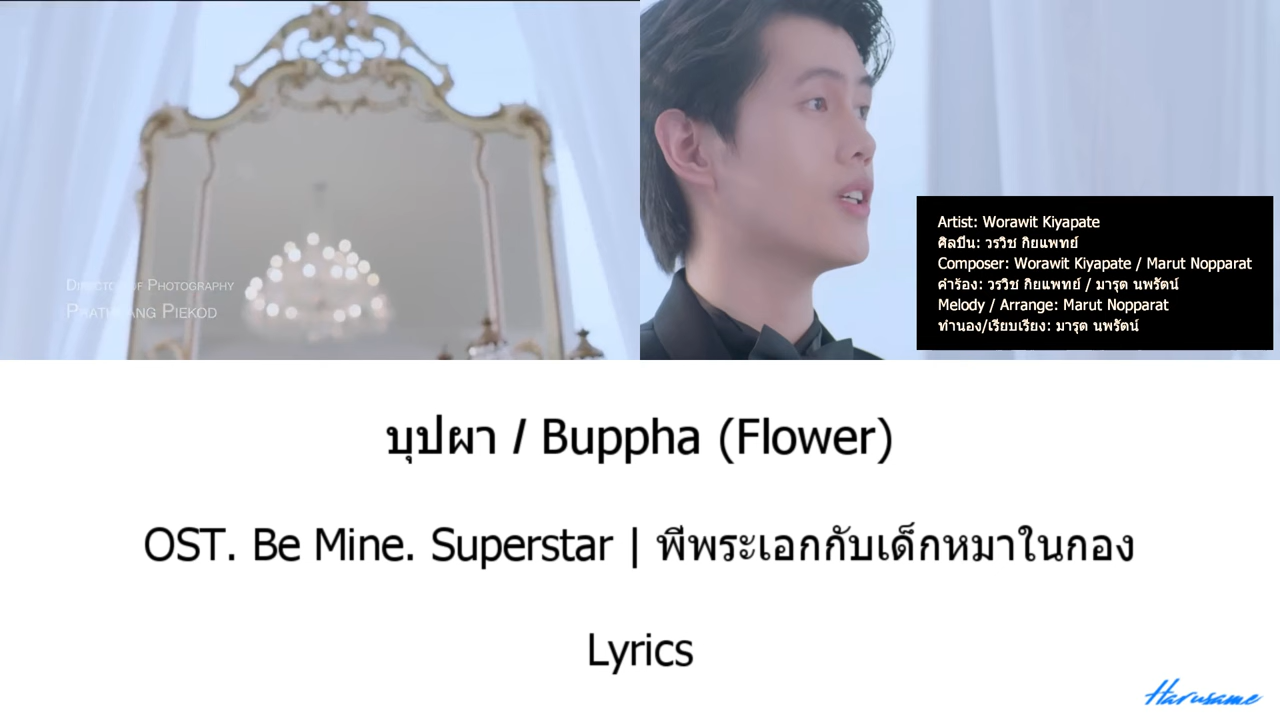 Director of Photography
Piekod
Artist: Worawit Kiyapate
ศิลปิน: วรวิช กิยแพทย์
Composer: Worawit Kiyapate / Marut Nopparat
คำร้อง: วรวิช กิยแพทย์ / มารุต นพรัตน์
Melody / Arrange: Marut Nopparat
ทำนอง/เรียบเรียง: มารุต นพรัตน์
บุปผา / Buppha (Flower)
OST. Be Mine. Superstar | พี่พระเอกกับเด็กหมาในกอง
Lyrics
Harusame